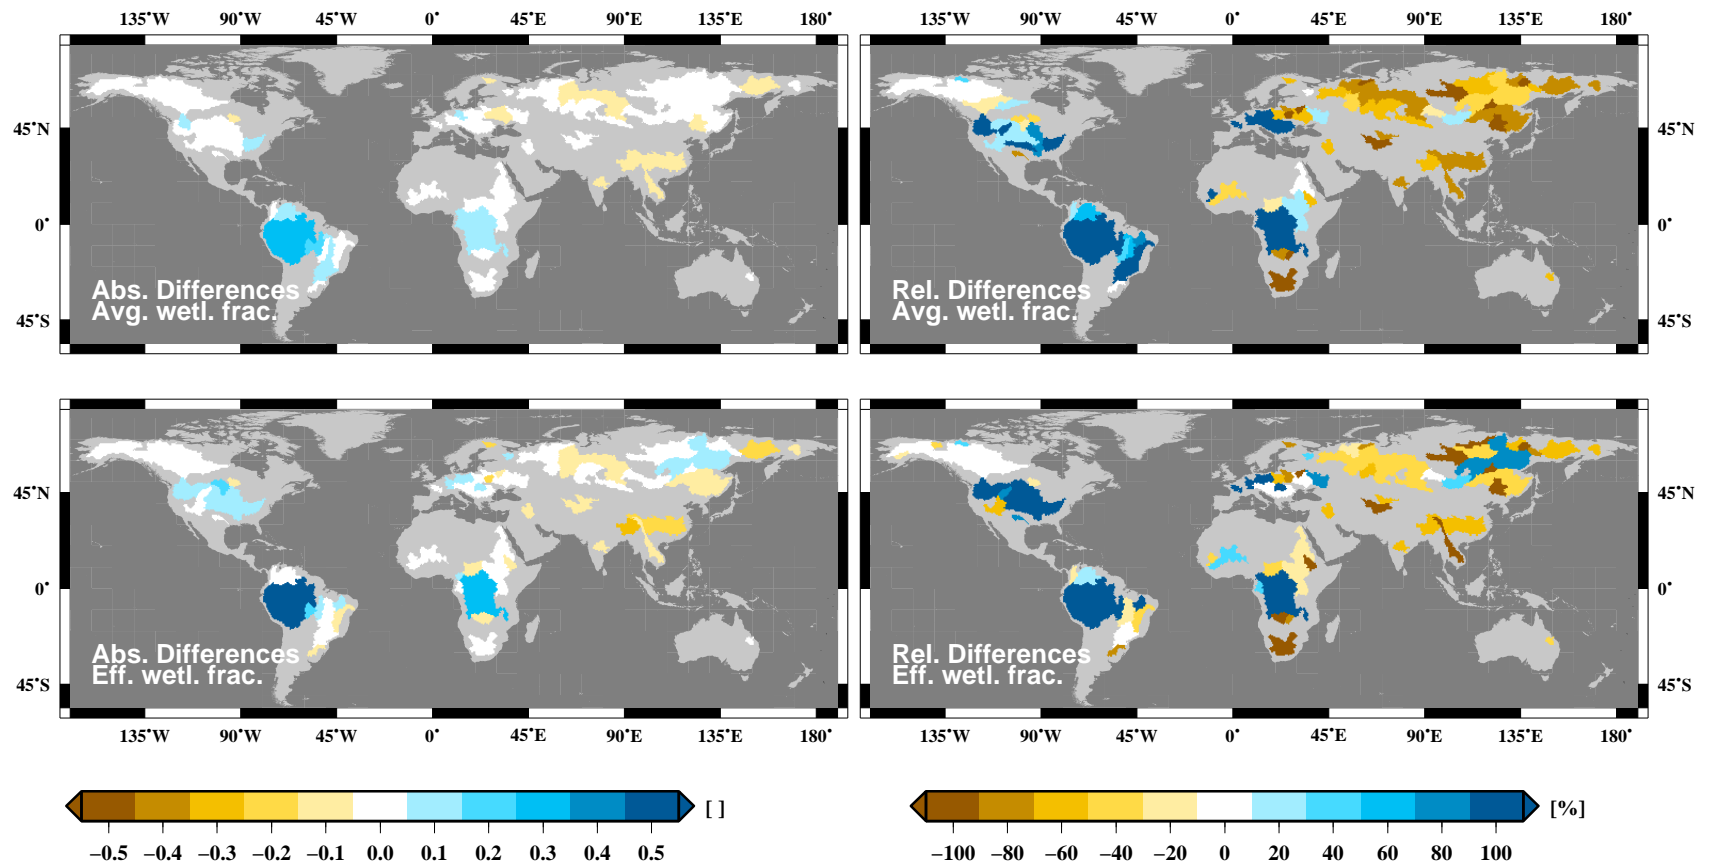 135˚W 90˚W 45˚W 0˚ 45˚E 90˚E 135˚E 180˚ 135˚W 90˚W 45˚W 0˚ 45˚E 90˚E 135˚E 180˚
45˚N 45˚N
0˚ 0˚
Abs. Differences Rel. Differences
Avg. wetl. frac. Avg. wetl. frac.
45˚S 45˚S
45˚N 45˚N
0˚ 0˚
Abs. Differences Rel. Differences
Eff. wetl. frac. Eff. wetl. frac.
45˚S 45˚S
135˚W 90˚W 45˚W 0˚ 45˚E 90˚E 135˚E 180˚ 135˚W 90˚W 45˚W 0˚ 45˚E 90˚E 135˚E 180˚
[ ] [%]
−0.5 −0.4 −0.3 −0.2 −0.1 0.0 0.1 0.2 0.3 0.4 0.5 −100 −80 −60 −40 −20 0 20 40 60 80 100